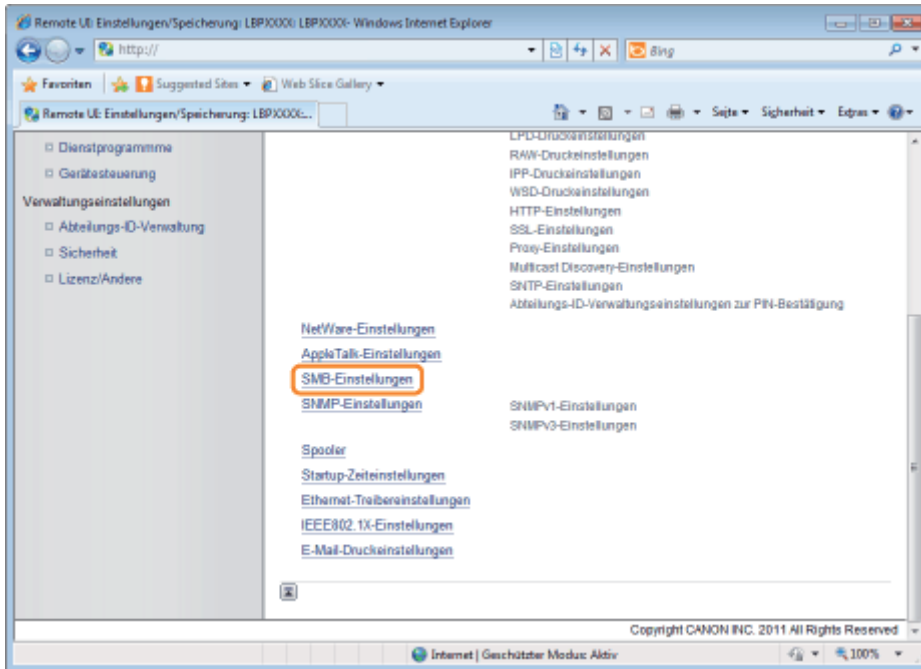 Remote UI: Einstellungen/Speicherung: LBPXXXX: LBPXXXX- Windows Internet Explorer
http://
Bing
Favoriten
Suggested Sites
Web Slice Gallery
Remote UI: Einstellungen/Speicherung: LBPXXXX:...
Seite
Sicherheit
Extras
Dienstprogrammme
Gerätesteuerung
Verwaltungseinstellungen
Abteilungs-ID-Verwaltung
Sicherheit
Lizenz/Andere
LPD-Druckeinstellungen
RAW-Druckeinstellungen
IPP-Druckeinstellungen
WSD-Druckeinstellungen
HTTP-Einstellungen
SSL-Einstellungen
Proxy-Einstellungen
Multicast Discovery-Einstellungen
SNTP-Einstellungen
Abteilungs-ID-Verwaltungseinstellungen zur PIN-Bestätigung
NetWare-Einstellungen
AppleTalk-Einstellungen
SMB-Einstellungen
SNMP-Einstellungen
SNMPv1-Einstellungen
SNMPv3-Einstellungen
Spooler
Startup-Zeiteinstellungen
Ethernet-Treibereinstellungen
IEEE802.1X-Einstellungen
E-Mail-Druckeinstellungen
Copyright CANON INC. 2011 All Rights Reserved
Internet | Geschützter Modus: Aktiv
100%